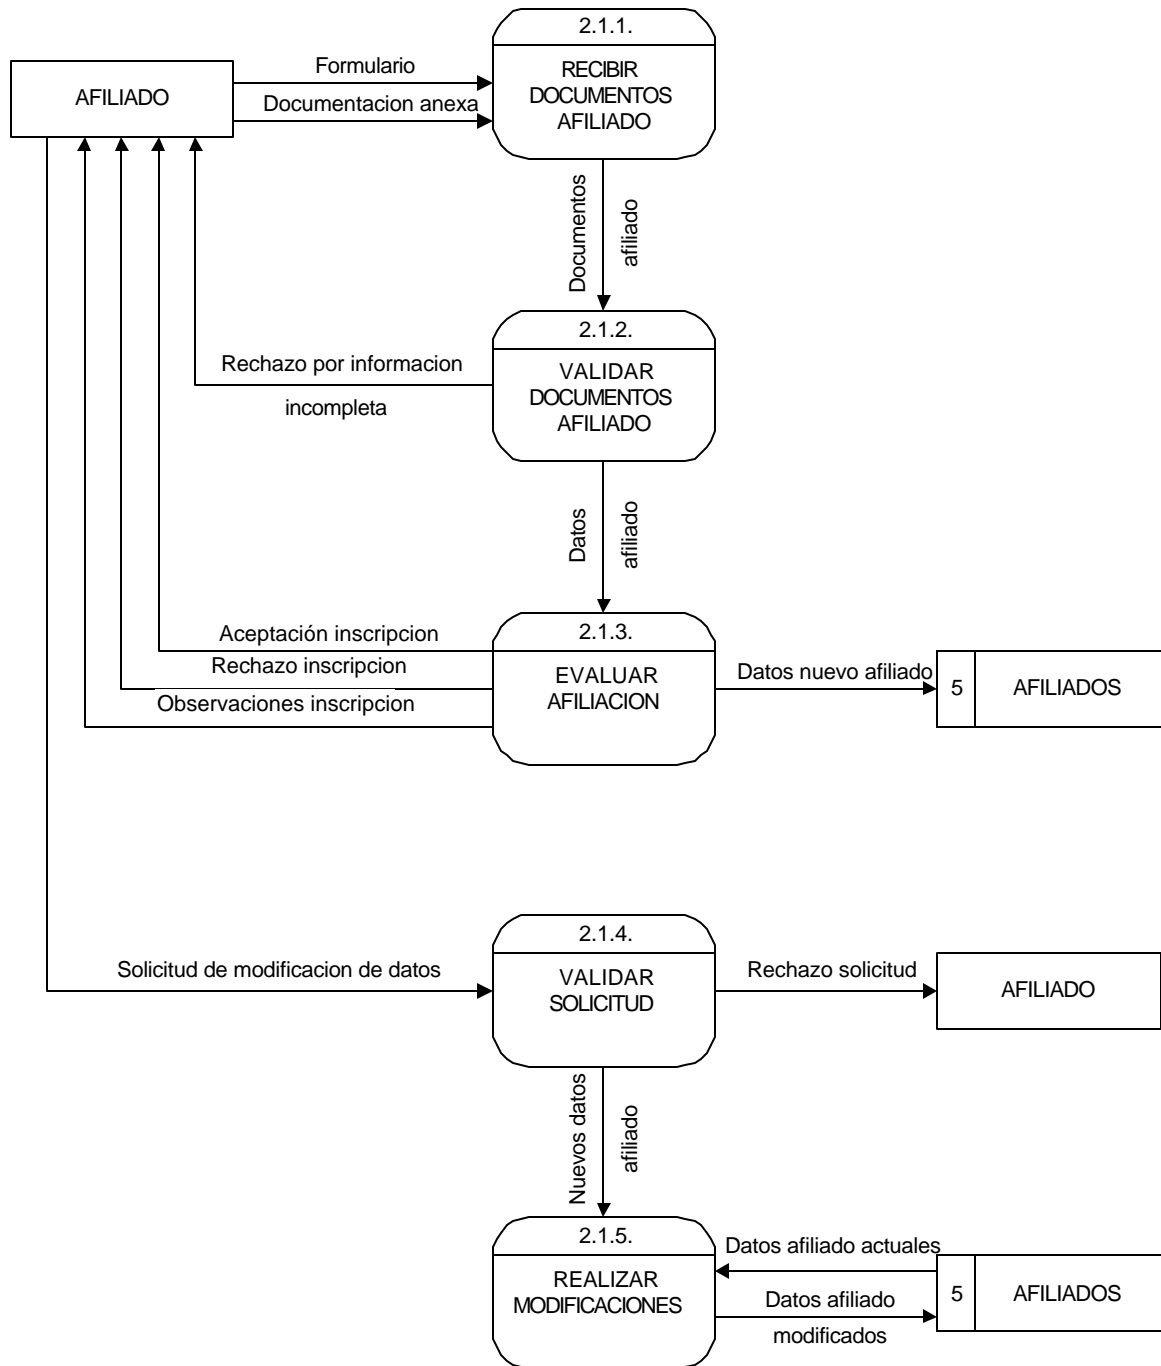 2.1.1.
RECIBIR
DOCUMENTOS
AFILIADO
AFILIADO
Formulario
Documentacion anexa
Documentos
afiliado
2.1.2.
VALIDAR
DOCUMENTOS
AFILIADO
Rechazo por informacion
incompleta
Datos
afiliado
2.1.3.
EVALUAR
AFILIACION
Aceptación inscripcion
Rechazo inscripcion
Observaciones inscripcion
Datos nuevo afiliado
5
AFILIADOS
2.1.4.
VALIDAR
SOLICITUD
Solicitud de modificacion de datos
Rechazo solicitud
AFILIADO
Nuevos datos
afiliado
2.1.5.
REALIZAR
MODIFICACIONES
Datos afiliado actuales
Datos afiliado
modificados
5
AFILIADOS